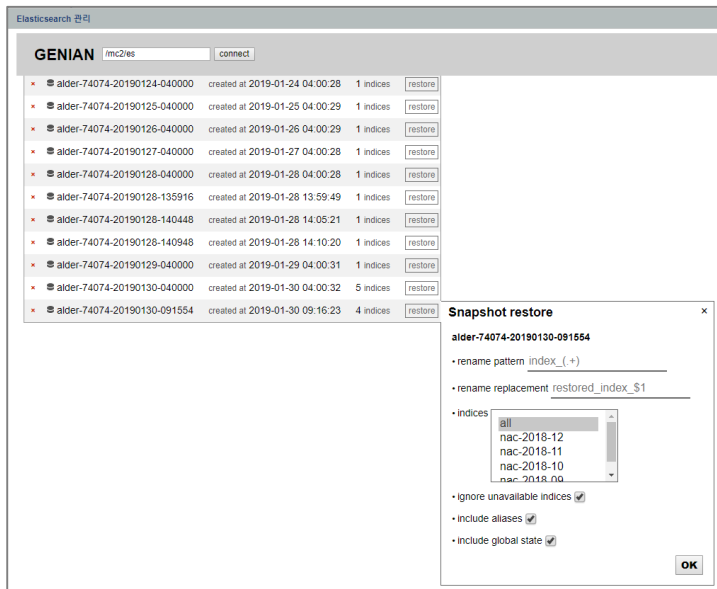 Elasticsearch 관리
GENIAN /mc2/es connect
× alder-74074-20190124-040000 created at 2019-01-24 04:00:28 1 indices restore
× alder-74074-20190125-040000 created at 2019-01-25 04:00:29 1 indices restore
× alder-74074-20190126-040000 created at 2019-01-26 04:00:29 1 indices restore
× alder-74074-20190127-040000 created at 2019-01-27 04:00:28 1 indices restore
× alder-74074-20190128-040000 created at 2019-01-28 04:00:28 1 indices restore
× alder-74074-20190128-135916 created at 2019-01-28 13:59:49 1 indices restore
× alder-74074-20190128-140448 created at 2019-01-28 14:05:21 1 indices restore
× alder-74074-20190128-140948 created at 2019-01-28 14:10:20 1 indices restore
× alder-74074-20190129-040000 created at 2019-01-29 04:00:31 1 indices restore
× alder-74074-20190130-040000 created at 2019-01-30 04:00:32 5 indices restore
× alder-74074-20190130-091554 created at 2019-01-30 09:16:23 4 indices restore
Snapshot restore ×
alder-74074-20190130-091554
• rename pattern index_(.+)
• rename replacement restored_index_$1
• indices
all
nac-2018-12
nac-2018-11
nac-2018-10
nac-2018-09
• ignore unavailable indices
• include aliases
• include global state
OK